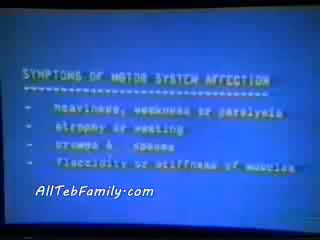 SYMPTOMS OF MOTOR SYSTEM AFFECTION
- heaviness, weakness or paralysis
- atrophy or wasting
- cramps & spasms
- flaccidity or stiffness of muscles
AllTebFamily.com